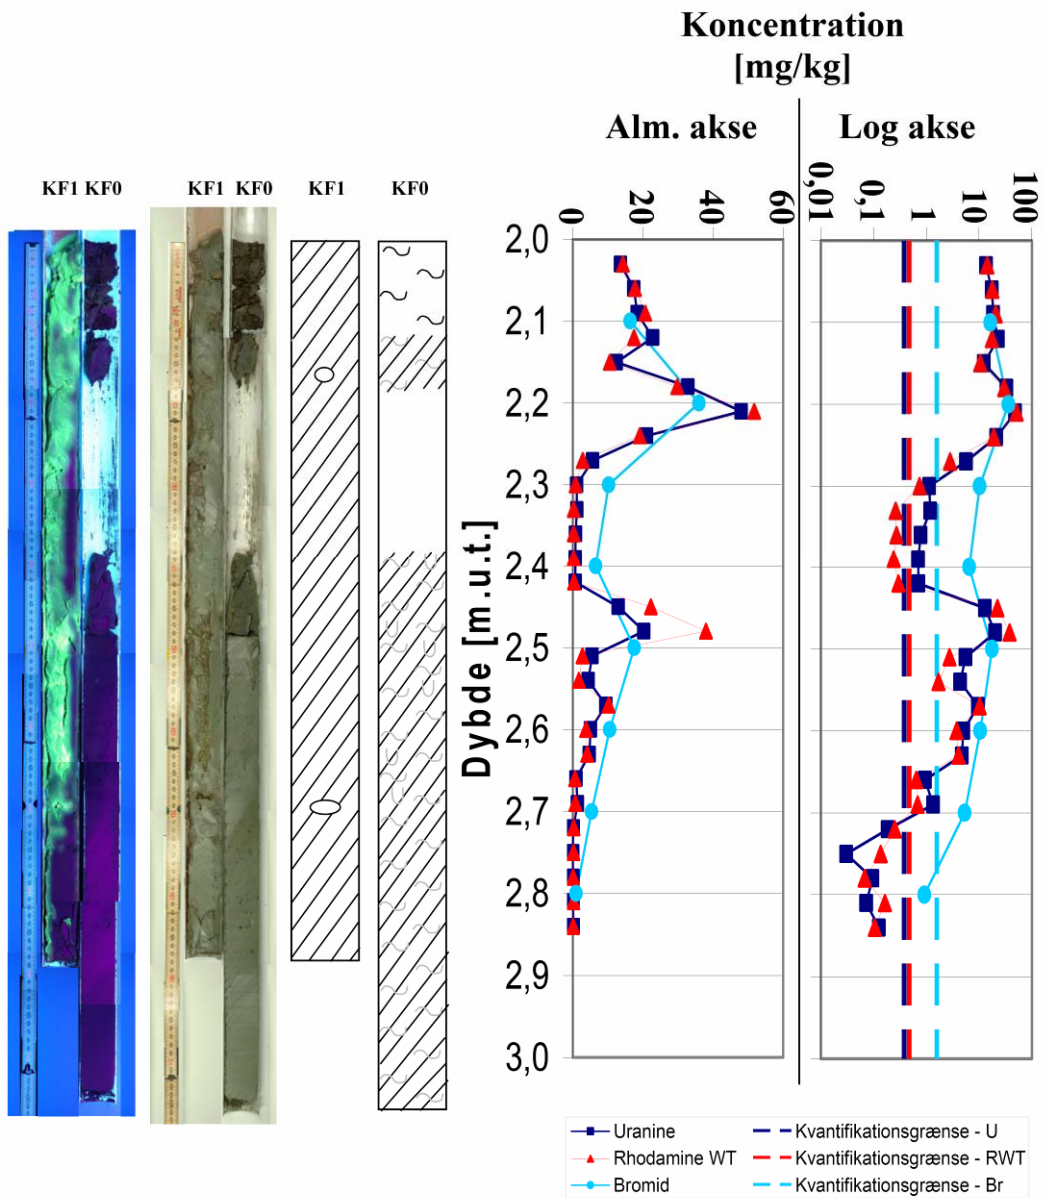 Koncentration
[mg/kg]
Alm. akse
Log akse
KF1 KF0
KF1 KF0
KF1
KF0
0 20 40 60
0,01 0,1 1 10 100
Dybde [m.u.t.]
2,0
2,1
2,2
2,3
2,4
2,5
2,6
2,7
2,8
2,9
3,0
Uranine
Rhodamine WT
Bromid
Kvantifikationsgrænse - U
Kvantifikationsgrænse - RWT
Kvantifikationsgrænse - Br